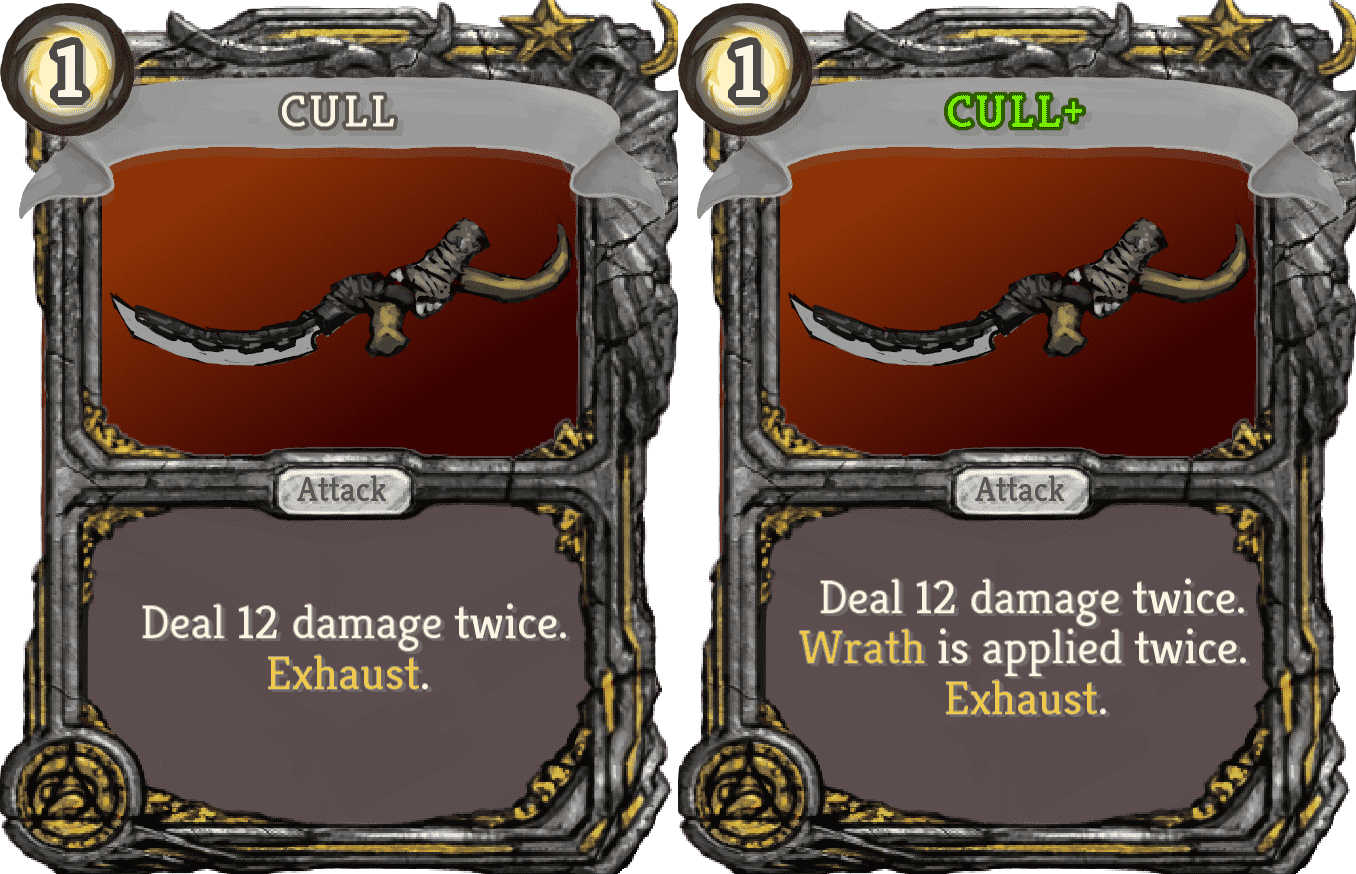 1
CULL
Attack
Deal 12 damage twice.
Exhaust.
1
CULL+
Attack
Deal 12 damage twice.
Wrath is applied twice.
Exhaust.